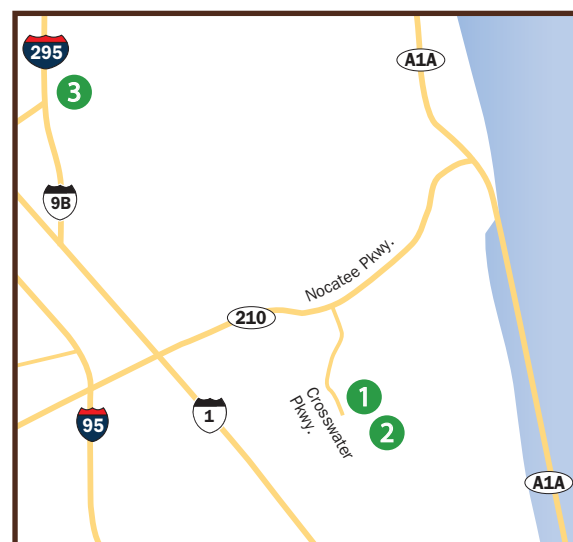 295
A1A
3
9B
Nocatee Pkwy.
210
1
Crosswater
Pkwy.
1
95
2
A1A